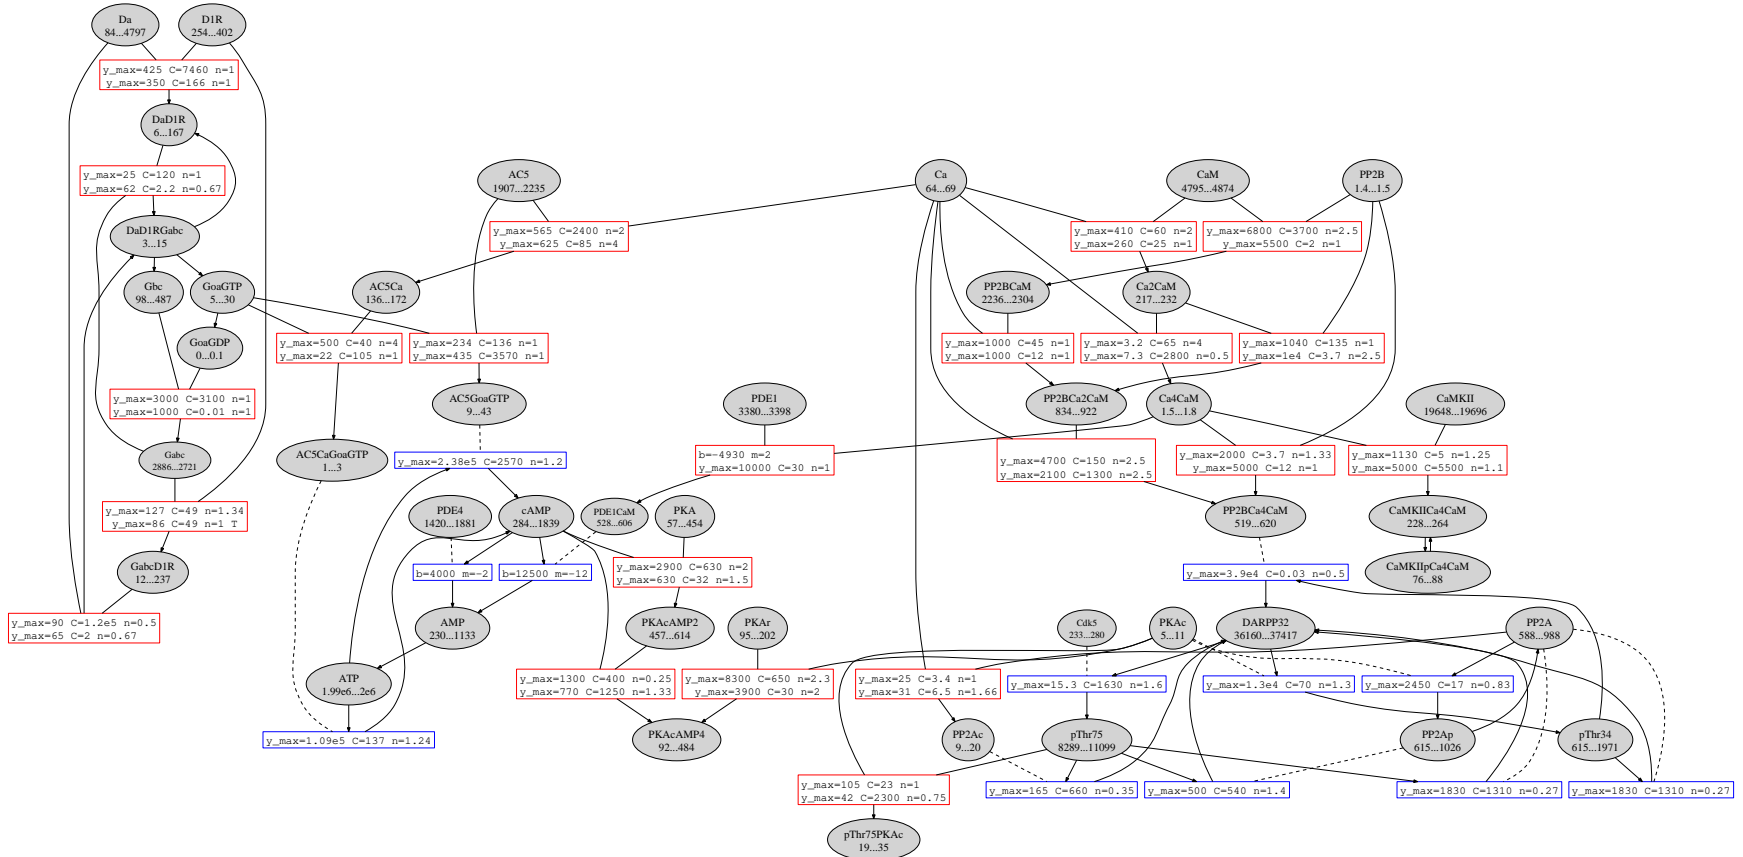 Da
84...4797
D1R
254...402
y_max=425 C=7460 n=1
y_max=350 C=166 n=1
DaD1R
6...167
y_max=25 C=120 n=1
y_max=62 C=2.2 n=0.67
AC5
1907...2235
Ca
64...69
CaM
4795...4874
PP2B
1.4...1.5
DaD1RGabc
3...15
y_max=565 C=2400 n=2
y_max=625 C=85 n=4
y_max=410 C=60 n=2
y_max=260 C=25 n=1
y_max=6800 C=3700 n=2.5
y_max=5500 C=2 n=1
Gbc
98...487
GoaGTP
5...30
AC5Ca
136...172
PP2BCaM
2236...2304
Ca2CaM
217...232
GoaGDP
0...0.1
y_max=500 C=40 n=4
y_max=22 C=105 n=1
y_max=234 C=136 n=1
y_max=435 C=3570 n=1
y_max=1000 C=45 n=1
y_max=1000 C=12 n=1
y_max=3.2 C=65 n=4
y_max=7.3 C=2800 n=0.5
y_max=1040 C=135 n=1
y_max=1e4 C=3.7 n=2.5
y_max=3000 C=3100 n=1
y_max=1000 C=0.01 n=1
AC5GoaGTP
9...43
PDE1
3380...3398
PP2BCa2CaM
834...922
Ca4CaM
1.5...1.8
CaMKII
19648...19696
Gabc
2886...2721
AC5CaGoaGTP
1...3
y_max=2.38e5 C=2570 n=1.2
b=-4930 m=2
y_max=10000 C=30 n=1
y_max=4700 C=150 n=2.5
y_max=2100 C=1300 n=2.5
y_max=2000 C=3.7 n=1.33
y_max=5000 C=12 n=1
y_max=1130 C=5 n=1.25
y_max=5000 C=5500 n=1.1
y_max=127 C=49 n=1.34
y_max=86 C=49 n=1 T
PDE4
1420...1881
cAMP
284...1839
PDE1CaM
528...606
PKA
57...454
PP2BCa4CaM
519...620
CaMKIICa4CaM
228...264
GabcD1R
12...237
b=4000 m=-2
b=12500 m=-12
y_max=2900 C=630 n=2
y_max=630 C=32 n=1.5
y_max=3.9e4 C=0.03 n=0.5
CaMKIIpCa4CaM
76...88
y_max=90 C=1.2e5 n=0.5
y_max=65 C=2 n=0.67
AMP
230...1133
PKAcAMP2
457...614
PKAr
95...202
Cdk5
233...280
PKAc
5...11
DARPP32
36160...37417
PP2A
588...988
ATP
1.99e6...2e6
y_max=1300 C=400 n=0.25
y_max=770 C=1250 n=1.33
y_max=8300 C=650 n=2.3
y_max=3900 C=30 n=2
y_max=25 C=3.4 n=1
y_max=31 C=6.5 n=1.66
y_max=15.3 C=1630 n=1.6
y_max=1.3e4 C=70 n=1.3
y_max=2450 C=17 n=0.83
y_max=1.09e5 C=137 n=1.24
PKAcAMP4
92...484
PP2Ac
9...20
pThr75
8289...11099
PP2Ap
615...1026
pThr34
615...1971
y_max=105 C=23 n=1
y_max=42 C=2300 n=0.75
y_max=165 C=660 n=0.35
y_max=500 C=540 n=1.4
y_max=1830 C=1310 n=0.27
y_max=1830 C=1310 n=0.27
pThr75PKAc
19...35